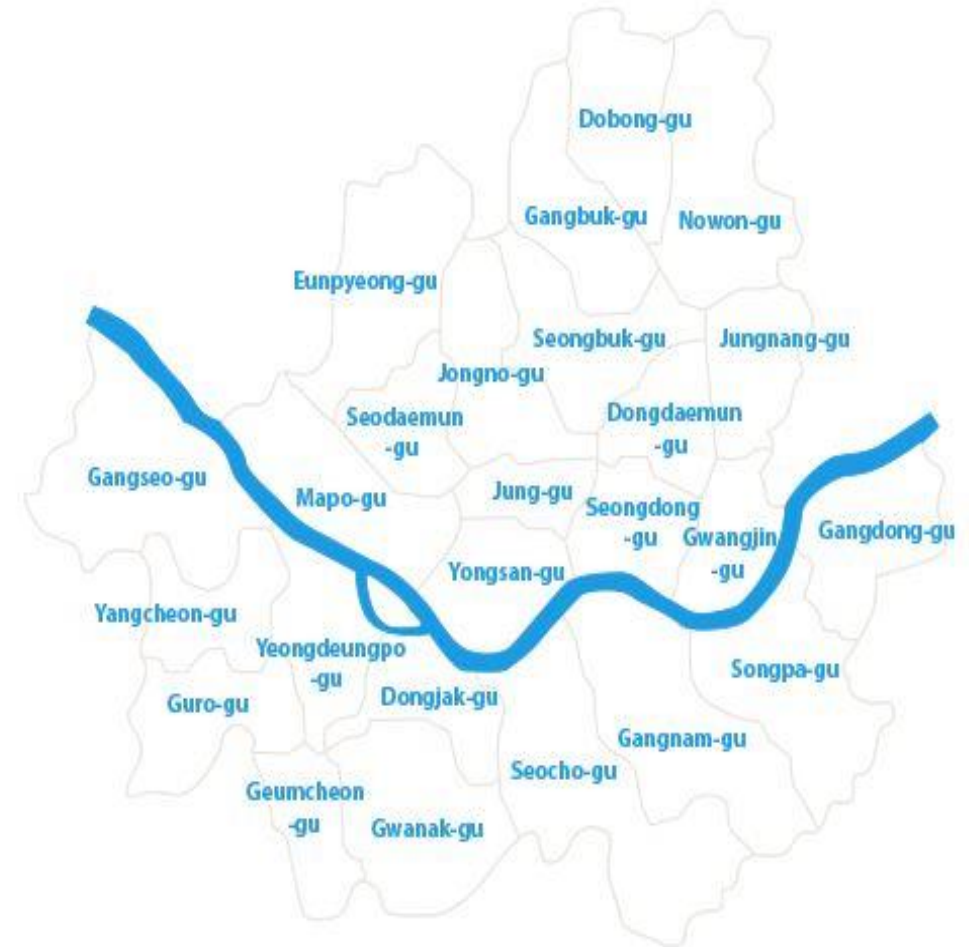 Dobong-gu
Gangbuk-gu
Nowon-gu
Eunpyeong-gu
Seongbuk-gu
Jungnang-gu
Jongno-gu
Seodaemun
-gu
Dongdaemun
-gu
Gangseo-gu
Mapo-gu
Jung-gu
Seongdong
-gu
Gwangjin
-gu
Gangdong-gu
Yongsan-gu
Yangcheon-gu
Yeongdeungpo
-gu
Songpa-gu
Guro-gu
Dongjak-gu
Gangnam-gu
Seocho-gu
Geumcheon
-gu
Gwanak-gu